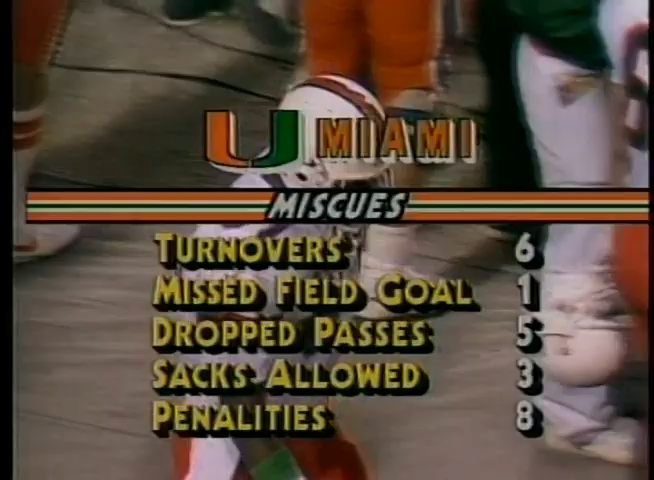 U MIAMI
MISCUES
TURNOVERS 6
MISSED FIELD GOAL 1
DROPPED PASSES 5
SACKS ALLOWED 3
PENALITIES 8